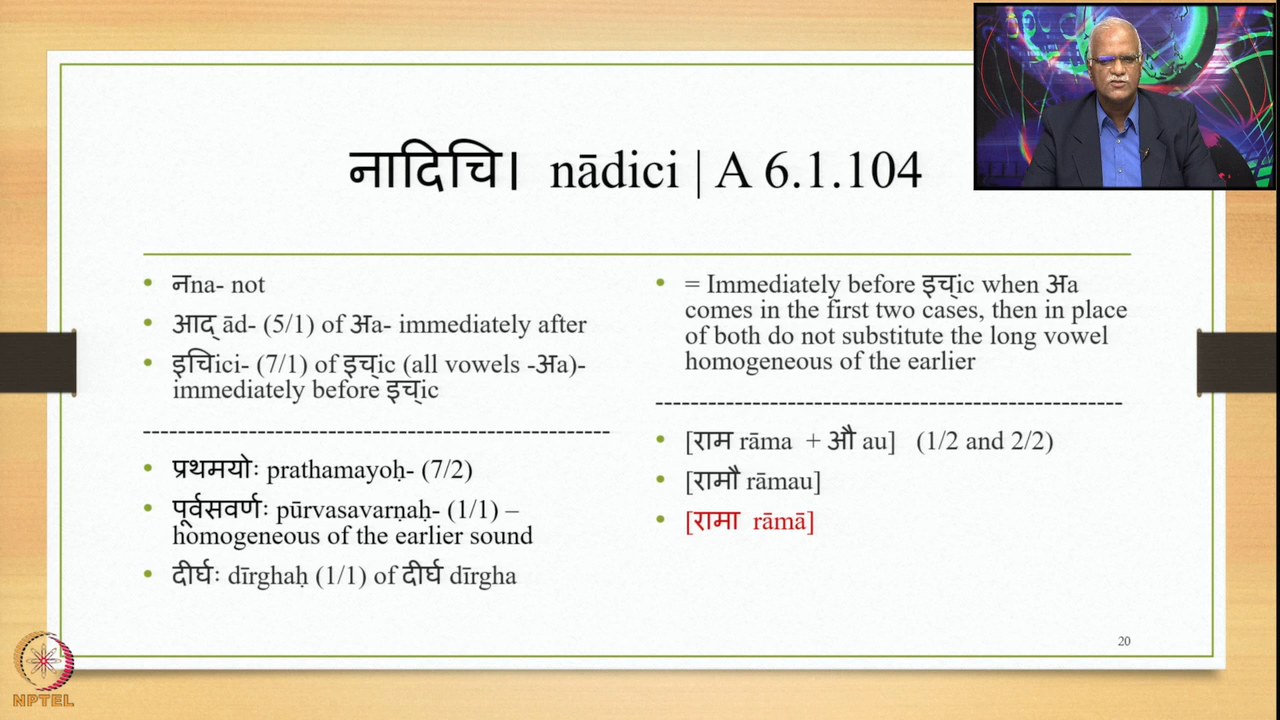 नादिचि। nādici | A 6.1.104
• नna- not
• आद् ād- (5/1) of अa- immediately after
• इचिici- (7/1) of इच्ic (all vowels -अa)-
immediately before इच्ic
----------------------------------------------------
• प्रथमयोः prathamayoḥ- (7/2)
• पूर्वसवर्णः pūrvasavarṇaḥ- (1/1) –
homogeneous of the earlier sound
• दीर्घः dīrghaḥ (1/1) of दीर्घ dīrgha
• = Immediately before इच्ic when अa
comes in the first two cases, then in place
of both do not substitute the long vowel
homogeneous of the earlier
----------------------------------------------------
• [राम rāma + औ au] (1/2 and 2/2)
• [रामौ rāmau]
• [रामा rāmā]
20
NPTEL